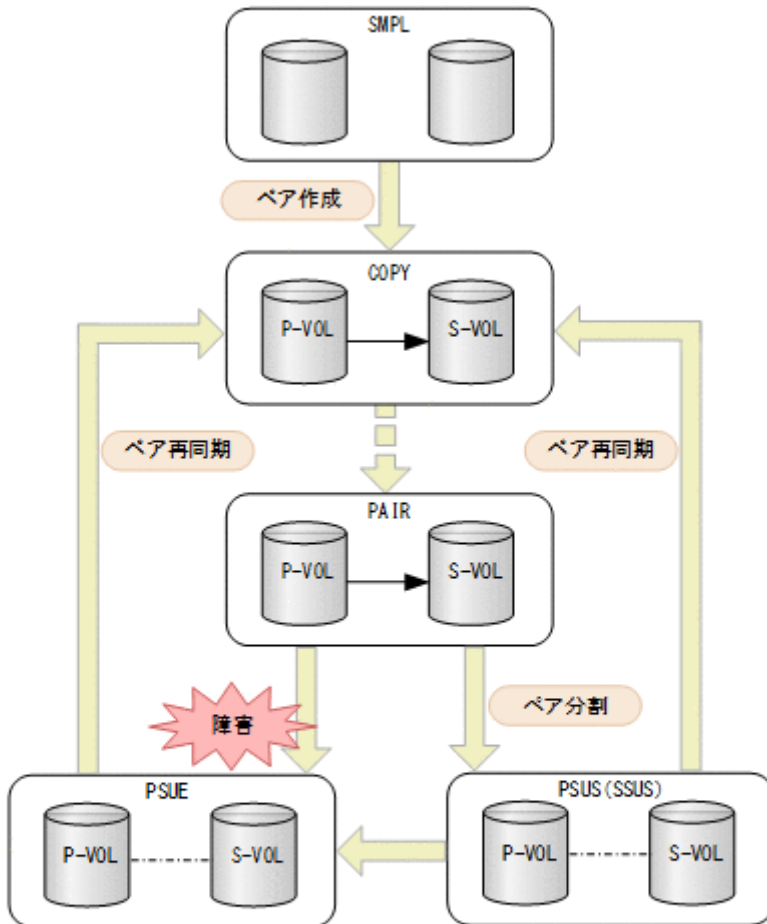 SMPL
ペア作成
COPY
P-VOL
S-VOL
ペア再同期
ペア再同期
PAIR
P-VOL
S-VOL
障害
ペア分割
PSUE
P-VOL
S-VOL
PSUS(SSUS)
P-VOL
S-VOL